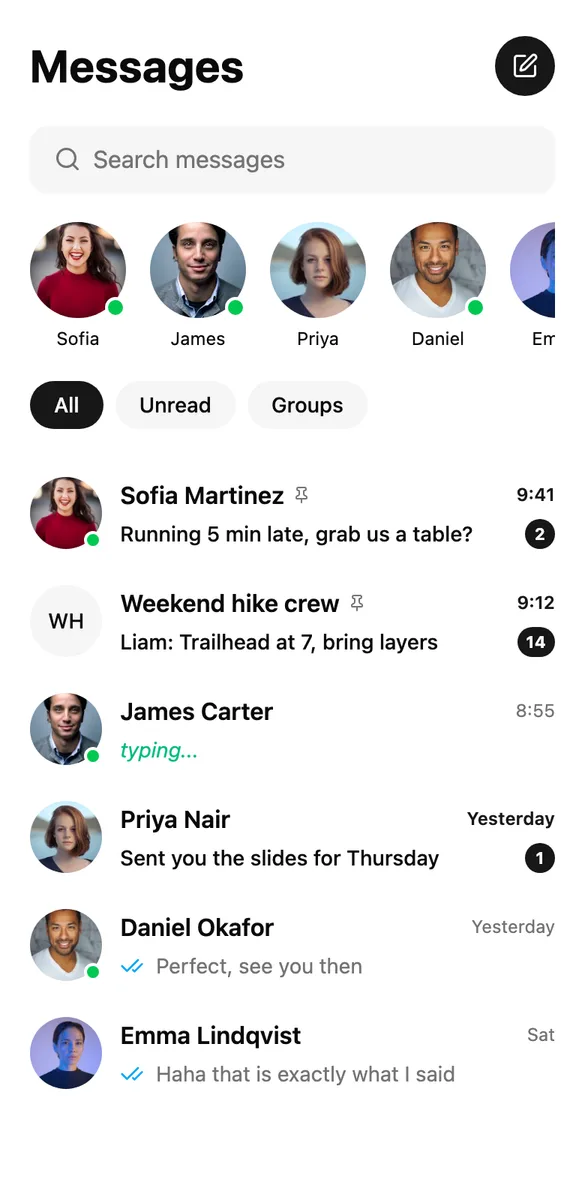 Messages
Search messages
Sofia James Priya Daniel Em
All Unread Groups
Sofia Martinez 9:41
Running 5 min late, grab us a table? 2
WH
Weekend hike crew 9:12
Liam: Trailhead at 7, bring layers 14
James Carter 8:55
typing...
Priya Nair Yesterday
Sent you the slides for Thursday 1
Daniel Okafor Yesterday
Perfect, see you then
Emma Lindqvist Sat
Haha that is exactly what I said